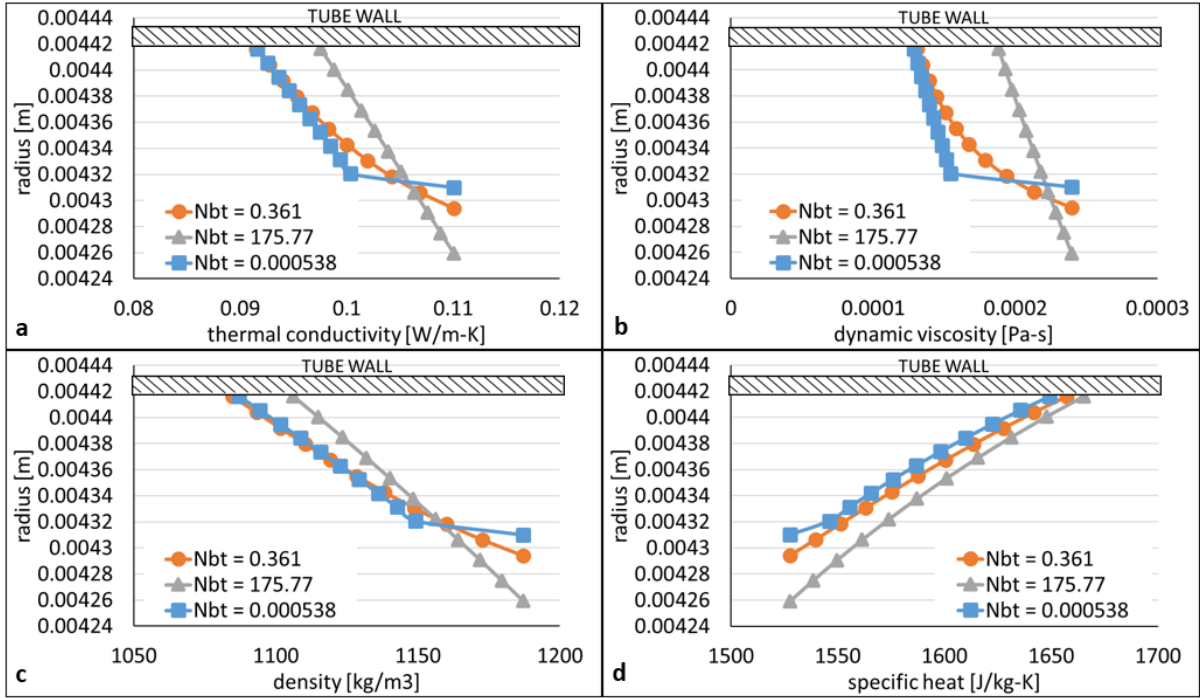 TUBE WALL
0.00444
0.00442
0.0044
0.00438
0.00436
0.00434
0.00432
0.0043
0.00428
0.00426
0.00424
radius [m]
Nbt = 0.361
Nbt = 175.77
Nbt = 0.000538
0.08 0.09 0.1 0.11 0.12
a thermal conductivity [W/m-K]
TUBE WALL
0.00444
0.00442
0.0044
0.00438
0.00436
0.00434
0.00432
0.0043
0.00428
0.00426
0.00424
radius [m]
Nbt = 0.361
Nbt = 175.77
Nbt = 0.000538
0 0.0001 0.0002 0.0003
b dynamic viscosity [Pa-s]
TUBE WALL
0.00444
0.00442
0.0044
0.00438
0.00436
0.00434
0.00432
0.0043
0.00428
0.00426
0.00424
radius [m]
Nbt = 0.361
Nbt = 175.77
Nbt = 0.000538
1050 1100 1150 1200
c density [kg/m3]
TUBE WALL
0.00444
0.00442
0.0044
0.00438
0.00436
0.00434
0.00432
0.0043
0.00428
0.00426
0.00424
radius [m]
Nbt = 0.361
Nbt = 175.77
Nbt = 0.000538
1500 1550 1600 1650 1700
d specific heat [J/kg-K]